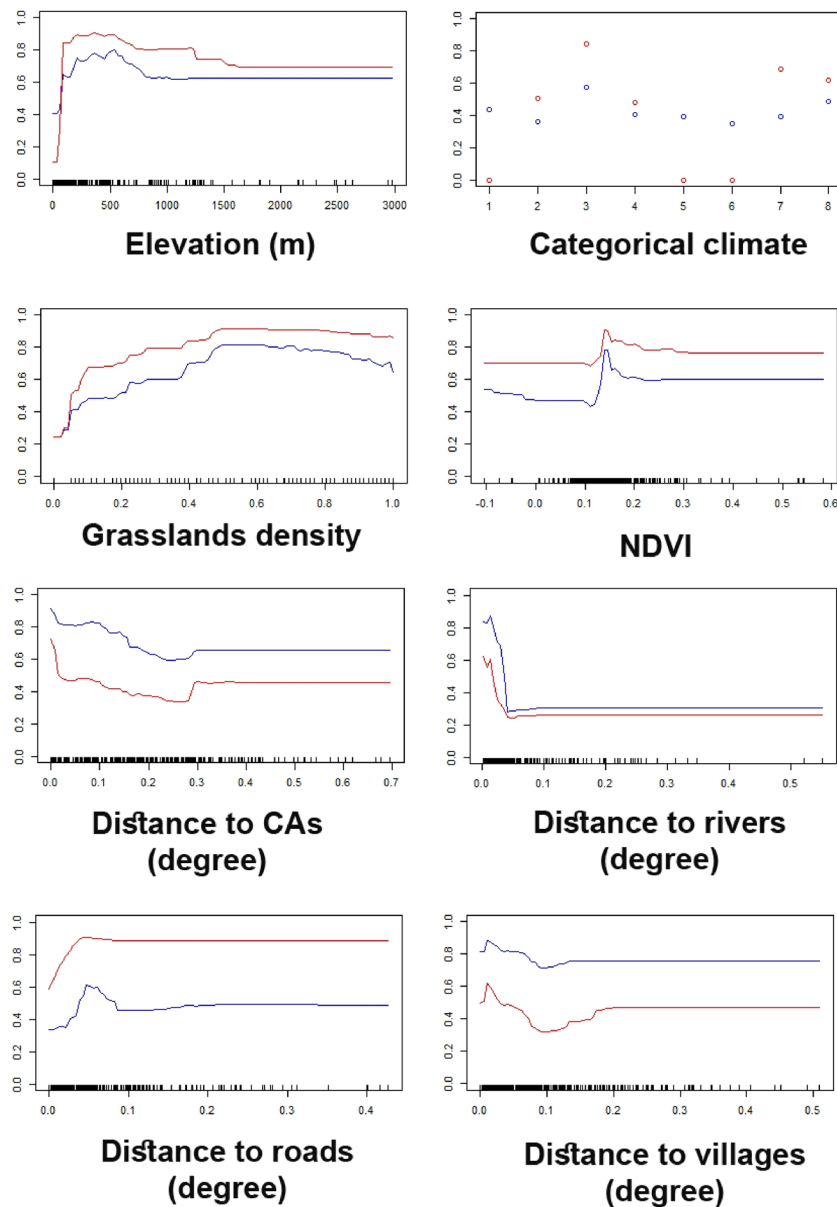 0.0 0.2 0.4 0.6 0.8 1.0
0 500 1000 1500 2000 2500 3000
Elevation (m)
0.0 0.2 0.4 0.6 0.8 1.0
1 2 3 4 5 6 7 8
Categorical climate
0.0 0.2 0.4 0.6 0.8 1.0
0.0 0.2 0.4 0.6 0.8 1.0
Grasslands density
0.0 0.2 0.4 0.6 0.8 1.0
-0.1 0.0 0.1 0.2 0.3 0.4 0.5 0.6
NDVI
0.0 0.2 0.4 0.6 0.8 1.0
0.0 0.1 0.2 0.3 0.4 0.5 0.6 0.7
Distance to CAs
(degree)
0.0 0.2 0.4 0.6 0.8 1.0
0.0 0.1 0.2 0.3 0.4 0.5
Distance to rivers
(degree)
0.0 0.2 0.4 0.6 0.8 1.0
0.0 0.1 0.2 0.3 0.4
Distance to roads
(degree)
0.0 0.2 0.4 0.6 0.8 1.0
0.0 0.1 0.2 0.3 0.4 0.5
Distance to villages
(degree)